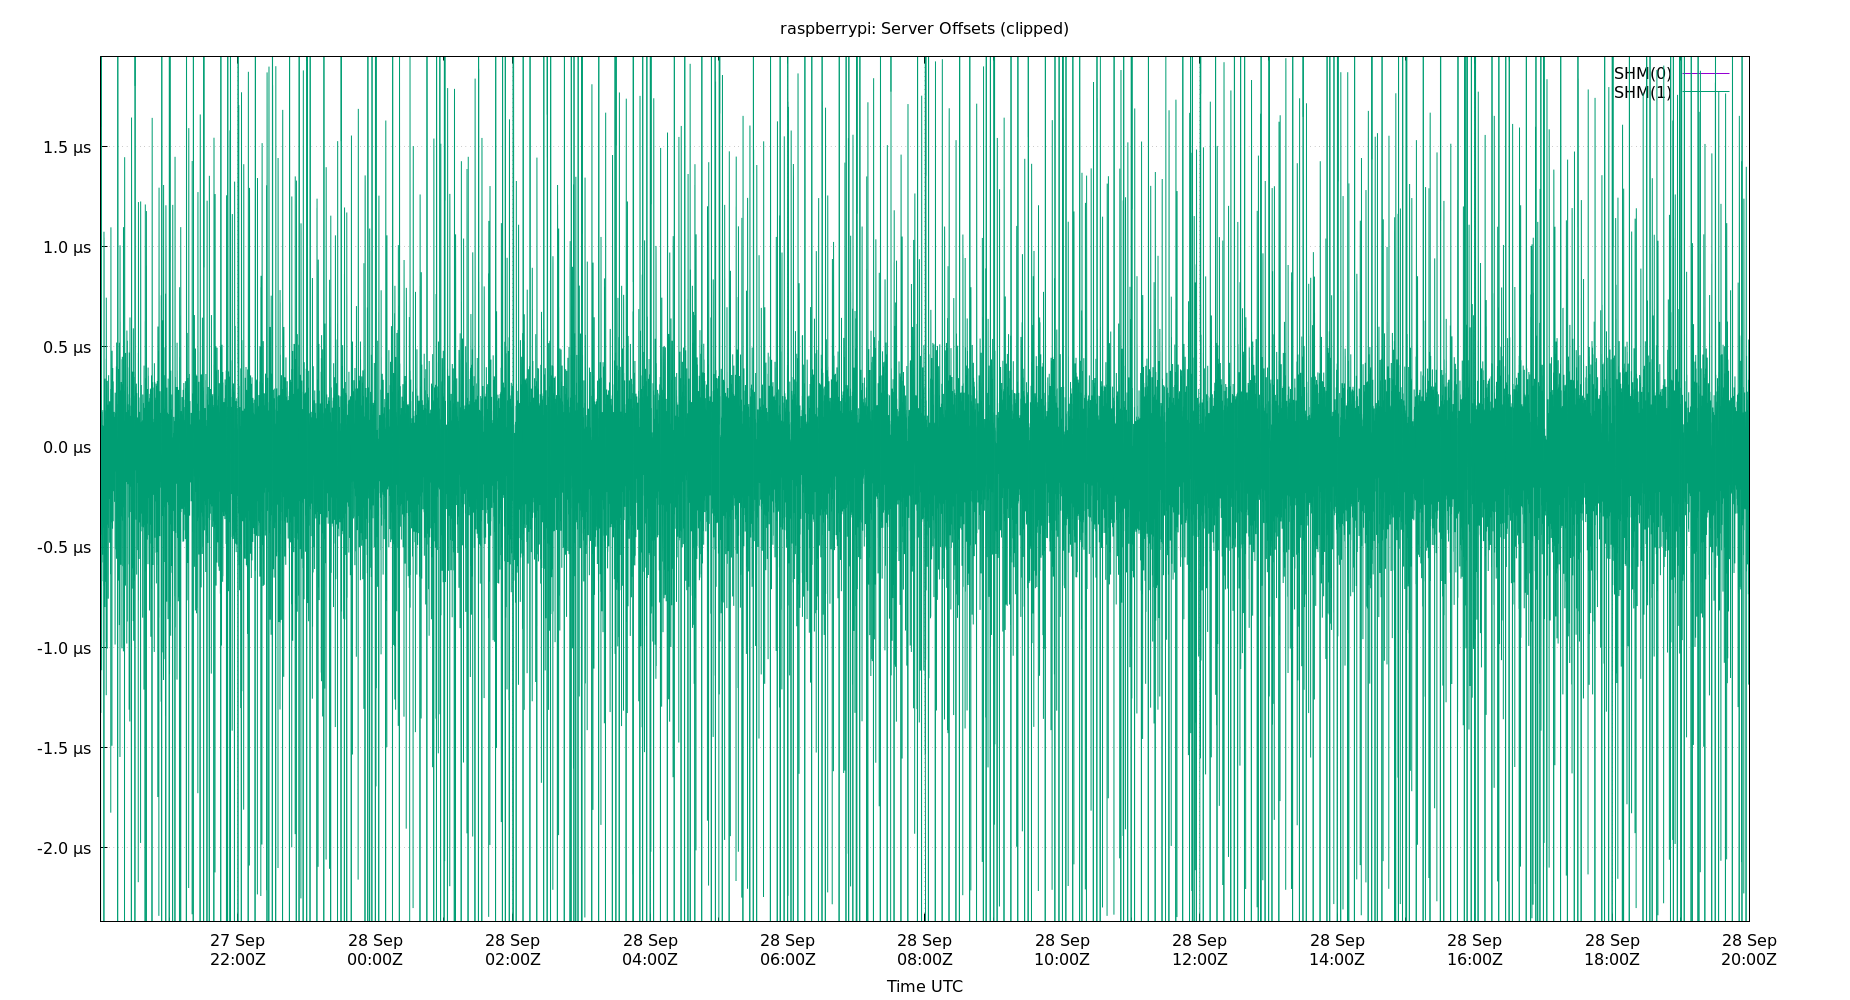 raspberrypi: Server Offsets (clipped)
SHM(0)
SHM(1)
1.5 µs
1.0 µs
0.5 µs
0.0 µs
-0.5 µs
-1.0 µs
-1.5 µs
-2.0 µs
27 Sep 28 Sep 28 Sep 28 Sep 28 Sep 28 Sep 28 Sep 28 Sep 28 Sep 28 Sep 28 Sep 28 Sep
22:00Z 00:00Z 02:00Z 04:00Z 06:00Z 08:00Z 10:00Z 12:00Z 14:00Z 16:00Z 18:00Z 20:00Z
Time UTC